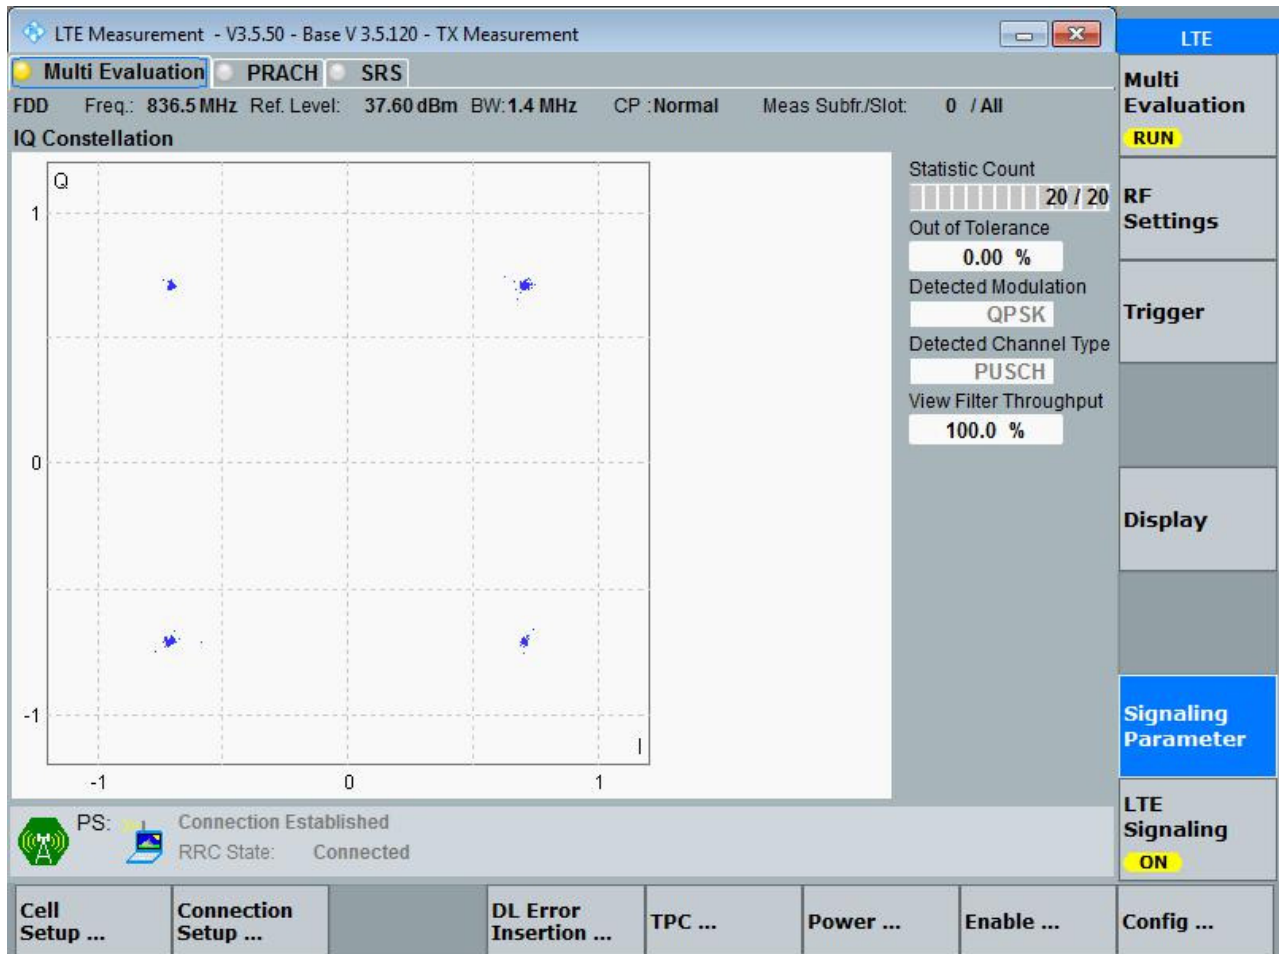 LTE Measurement - V3.5.50 - Base V 3.5.120 - TX Measurement
LTE
Multi Evaluation PRACH SRS
FDD Freq.: 836.5 MHz Ref. Level: 37.60 dBm BW: 1.4 MHz CP : Normal Meas Subfr./Slot: 0 / All
IQ Constellation
Q
1
0
-1
I
-1 0 1
Statistic Count
20 / 20
Out of Tolerance
0.00 %
Detected Modulation
QPSK
Detected Channel Type
PUSCH
View Filter Throughput
100.0 %
Multi
Evaluation
RUN
RF
Settings
Trigger
Display
Signaling
Parameter
LTE
Signaling
ON
PS: Connection Established
RRC State: Connected
Cell
Setup ...
Connection
Setup ...
DL Error
Insertion ...
TPC ...
Power ...
Enable ...
Config ...